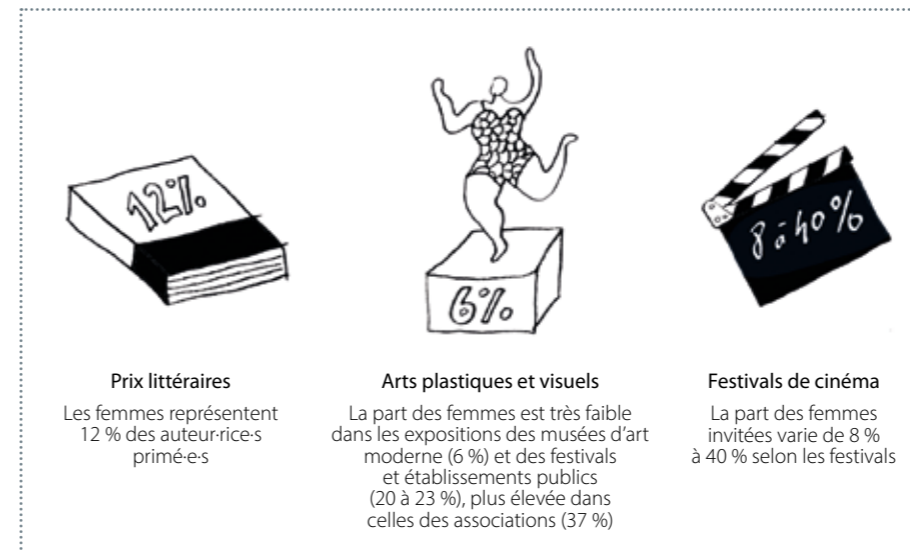 12%
6%
8 à 40%
Prix littéraires
Les femmes représentent
12 % des auteur·rice·s
primé·e·s
Arts plastiques et visuels
La part des femmes est très faible
dans les expositions des musées d’art
moderne (6 %) et des festivals
et établissements publics
(20 à 23 %), plus élevée dans
celles des associations (37 %)
Festivals de cinéma
La part des femmes
invitées varie de 8 %
à 40 % selon les festivals